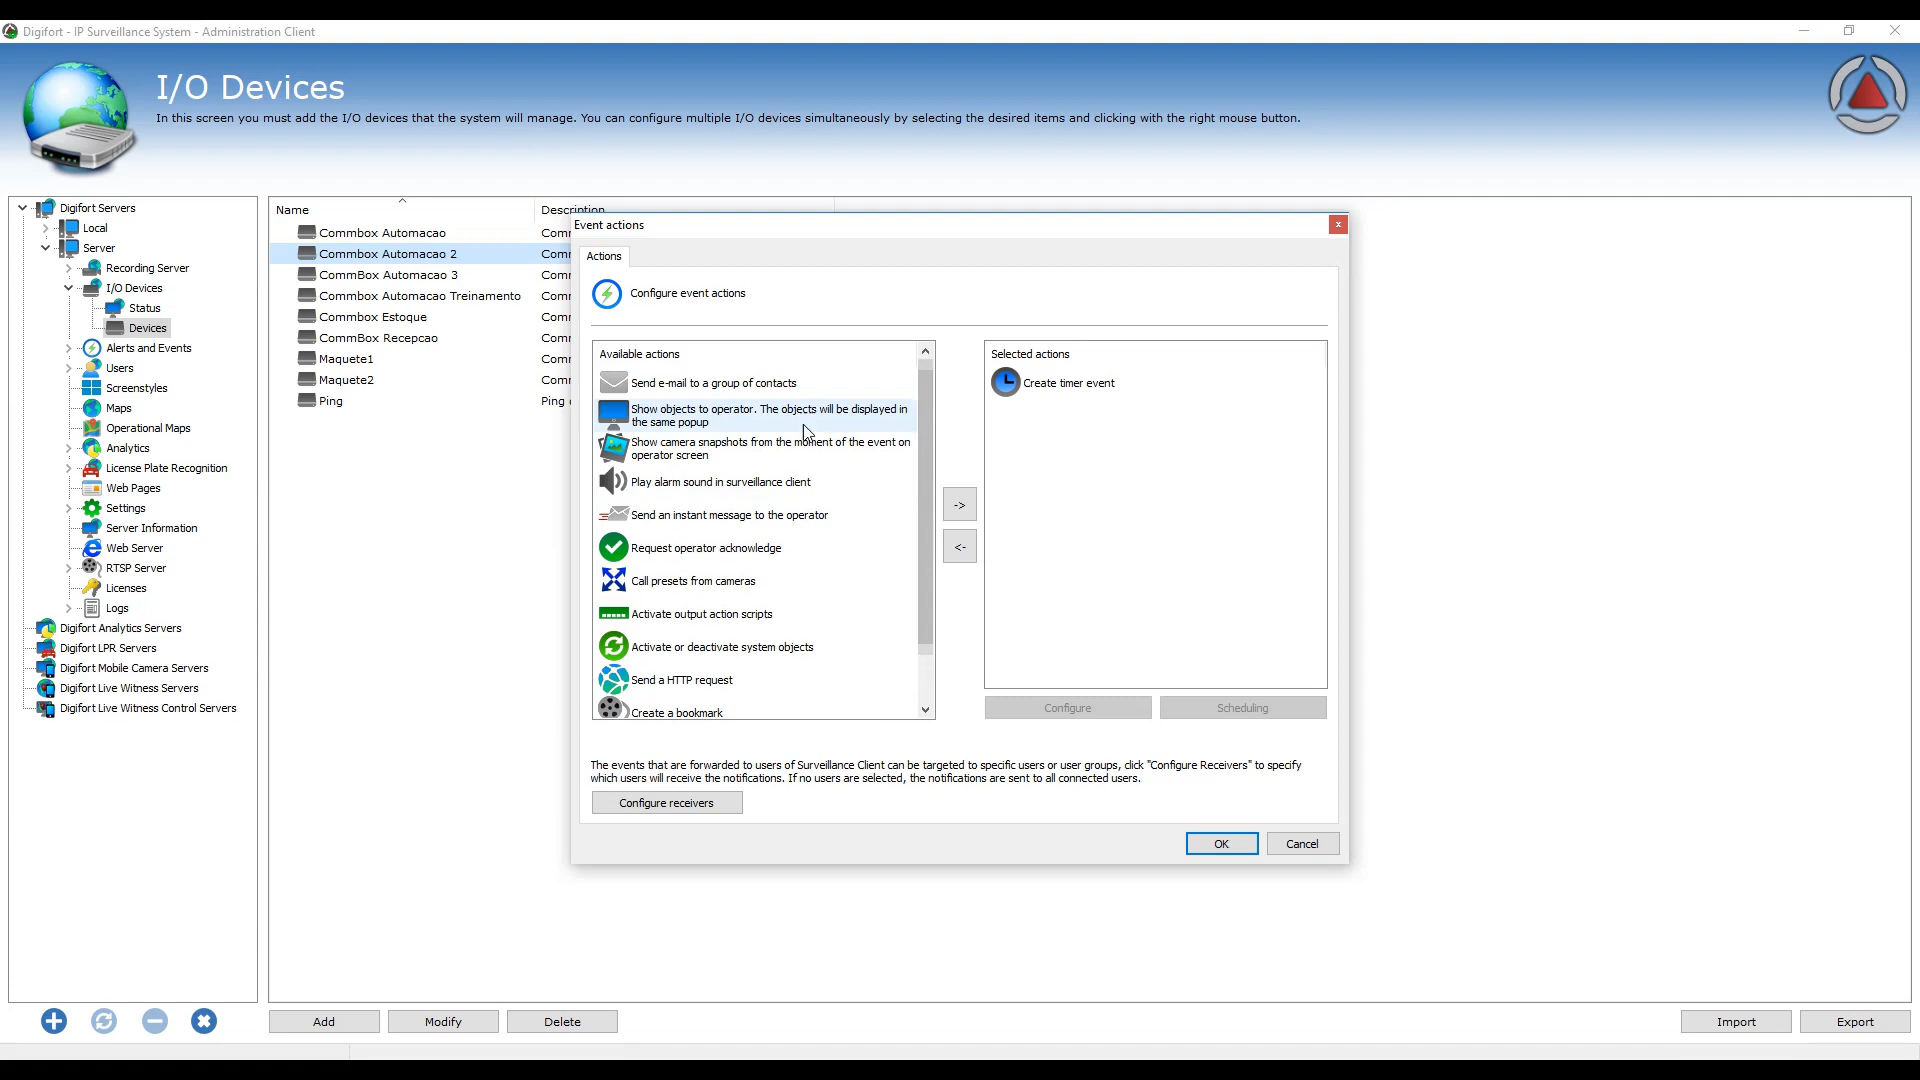 Digifort - IP Surveillance System - Administration Client
I/O Devices
In this screen you must add the I/O devices that the system will manage. You can configure multiple I/O devices simultaneously by selecting the desired items and clicking with the right mouse button.
Digifort Servers
Local
Server
Recording Server
I/O Devices
Status
Devices
Alerts and Events
Users
Screenstyles
Maps
Operational Maps
Analytics
License Plate Recognition
Web Pages
Settings
Server Information
Web Server
RTSP Server
Licenses
Logs
Digifort Analytics Servers
Digifort LPR Servers
Digifort Mobile Camera Servers
Digifort Live Witness Servers
Digifort Live Witness Control Servers
Name Description
Commbox Automacao Com
Commbox Automacao 2 Com
CommBox Automacao 3 Com
Commbox Automacao Treinamento Com
Commbox Estoque Com
CommBox Recepcao Com
Maquete1 Com
Maquete2 Com
Ping Ping
Event actions
Actions
Configure event actions
Available actions
Send e-mail to a group of contacts
Show objects to operator. The objects will be displayed in
the same popup
Show camera snapshots from the moment of the event on
operator screen
Play alarm sound in surveillance client
Send an instant message to the operator
Request operator acknowledge
Call presets from cameras
Activate output action scripts
Activate or deactivate system objects
Send a HTTP request
Create a bookmark
->
<-
Selected actions
Create timer event
Configure Scheduling
The events that are forwarded to users of Surveillance Client can be targeted to specific users or user groups, click "Configure Receivers" to specify
which users will receive the notifications. If no users are selected, the notifications are sent to all connected users.
Configure receivers
OK Cancel
Add Modify Delete Import Export